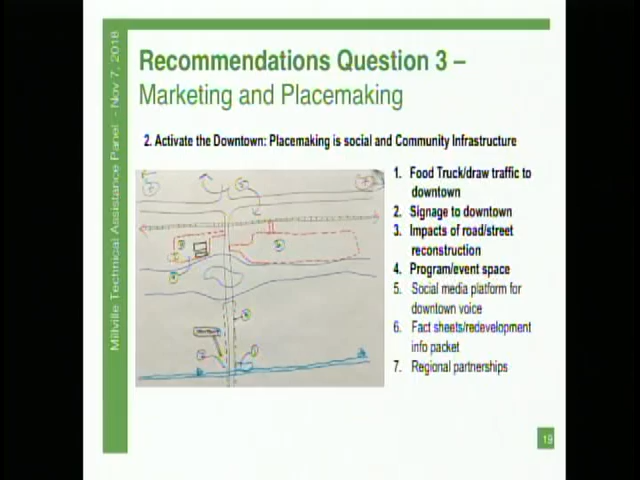 Millville Technical Assistance Panel - Nov 7, 2018
Recommendations Question 3 –
Marketing and Placemaking
2. Activate the Downtown: Placemaking is social and Community Infrastructure
1. Food Truck/draw traffic to
downtown
2. Signage to downtown
3. Impacts of road/street
reconstruction
4. Program/event space
5. Social media platform for
downtown voice
6. Fact sheets/redevelopment
info packet
7. Regional partnerships
19